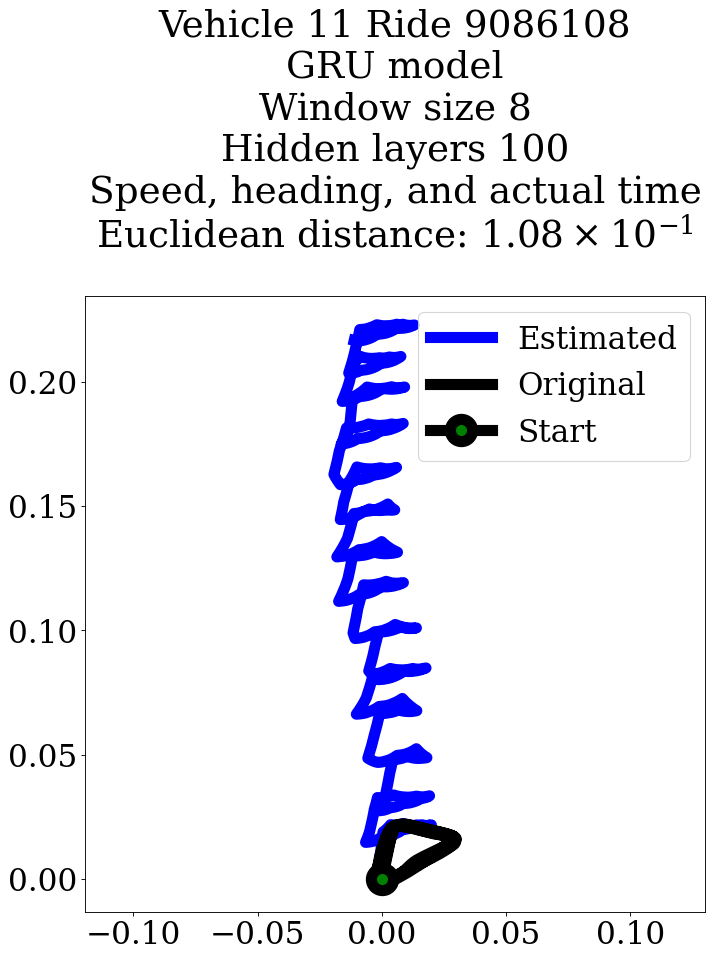 Vehicle 11 Ride 9086108
GRU model
Window size 8
Hidden layers 100
Speed, heading, and actual time
Euclidean distance: 1.08 × 10⁻¹
Estimated
Original
Start
0.20
0.15
0.10
0.05
0.00
−0.10 −0.05 0.00 0.05 0.10